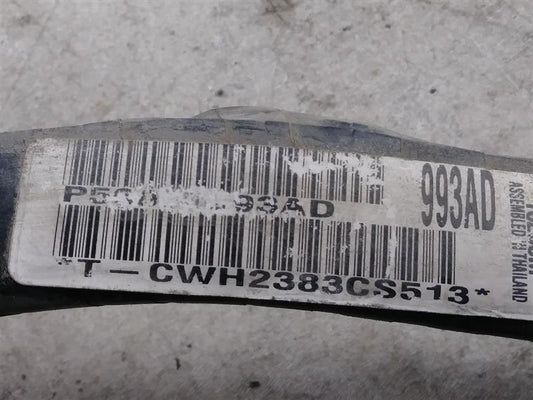 993AD
*T-CWH2383CS513*
ASSEMBLED IN THAILAND